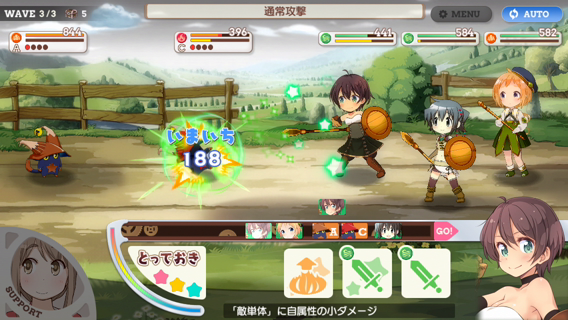 WAVE 3/3 5
通常攻撃
MENU
AUTO
844
A
396
C
441
584
582
いまいち
188
A C GO!
とっておき
SUPPORT
「敵単体」に自属性の小ダメージ